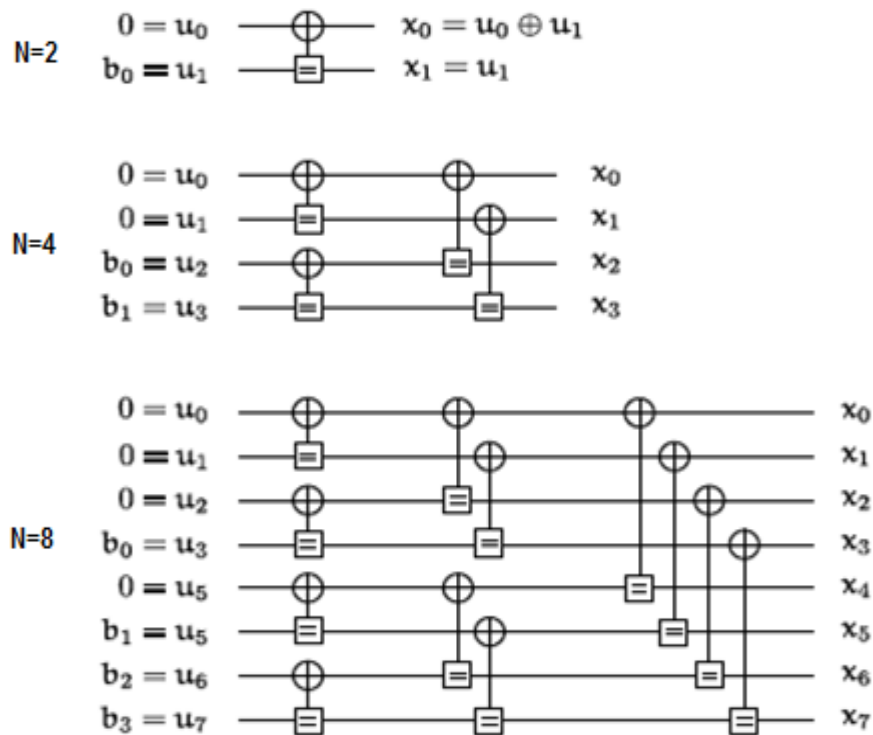 0 = u₀ x₀ = u₀ ⊕ u₁
N=2
b₀ = u₁ = x₁ = u₁
0 = u₀ x₀
0 = u₁ = x₁
N=4
b₀ = u₂ = x₂
b₁ = u₃ = = x₃
0 = u₀ x₀
0 = u₁ = x₁
0 = u₂ = x₂
N=8
b₀ = u₃ = = x₃
0 = u₅ = x₄
b₁ = u₅ = = x₅
b₂ = u₆ = = x₆
b₃ = u₇ = = = x₇